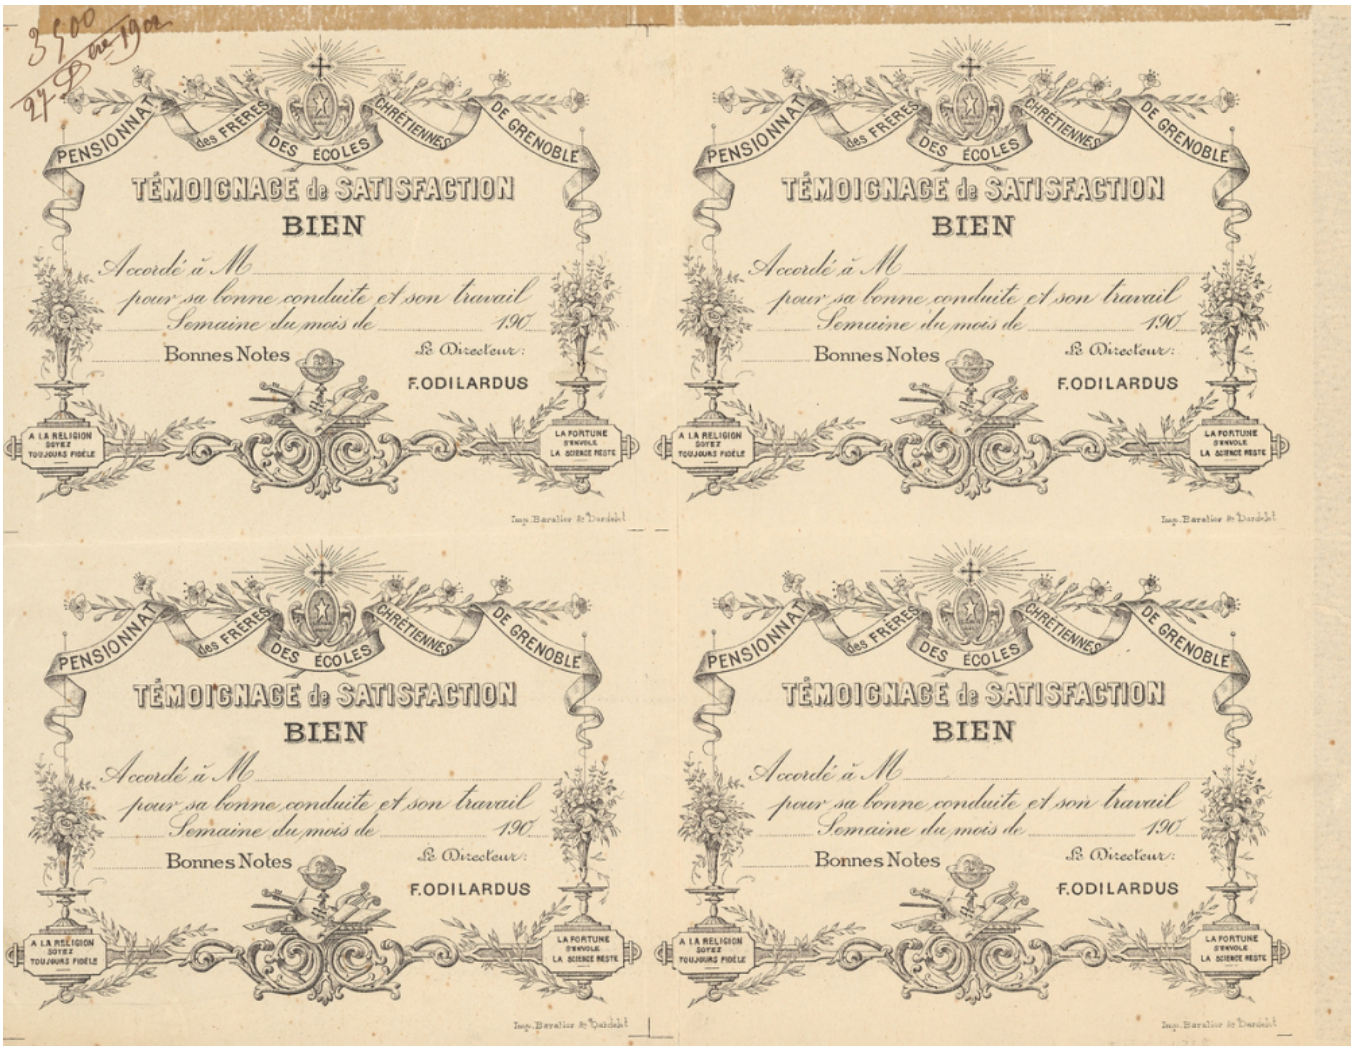 3500
27 Xbre 1902
PENSIONNAT des FRÈRES DES ÉCOLES CHRÉTIENNES DE GRENOBLE
TÉMOIGNAGE de SATISFACTION
BIEN
Accordé à M
pour sa bonne conduite et son travail
Semaine du mois de 190
Bonnes Notes
Le Directeur:
F. ODILARDUS
A LA RELIGION
SOYEZ
TOUJOURS FIDÈLE
LA FORTUNE
S'ENVOLE
LA SCIENCE RESTE
Imp. Baratier & Dardelet
PENSIONNAT des FRÈRES DES ÉCOLES CHRÉTIENNES DE GRENOBLE
TÉMOIGNAGE de SATISFACTION
BIEN
Accordé à M
pour sa bonne conduite et son travail
Semaine du mois de 190
Bonnes Notes
Le Directeur:
F. ODILARDUS
A LA RELIGION
SOYEZ
TOUJOURS FIDÈLE
LA FORTUNE
S'ENVOLE
LA SCIENCE RESTE
Imp. Baratier & Dardelet
PENSIONNAT des FRÈRES DES ÉCOLES CHRÉTIENNES DE GRENOBLE
TÉMOIGNAGE de SATISFACTION
BIEN
Accordé à M
pour sa bonne conduite et son travail
Semaine du mois de 190
Bonnes Notes
Le Directeur:
F. ODILARDUS
A LA RELIGION
SOYEZ
TOUJOURS FIDÈLE
LA FORTUNE
S'ENVOLE
LA SCIENCE RESTE
Imp. Baratier & Dardelet
PENSIONNAT des FRÈRES DES ÉCOLES CHRÉTIENNES DE GRENOBLE
TÉMOIGNAGE de SATISFACTION
BIEN
Accordé à M
pour sa bonne conduite et son travail
Semaine du mois de 190
Bonnes Notes
Le Directeur:
F. ODILARDUS
A LA RELIGION
SOYEZ
TOUJOURS FIDÈLE
LA FORTUNE
S'ENVOLE
LA SCIENCE RESTE
Imp. Baratier & Dardelet